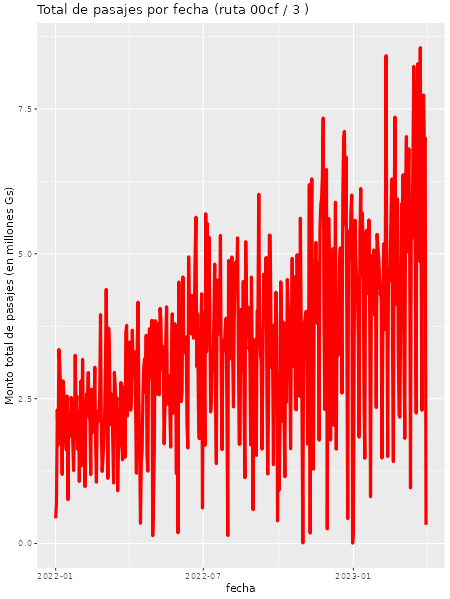 Total de pasajes por fecha (ruta 00cf / 3 )
Monto total de pasajes (en millones Gs)
7.5
5.0
2.5
0.0
2022-01
2022-07
2023-01
fecha